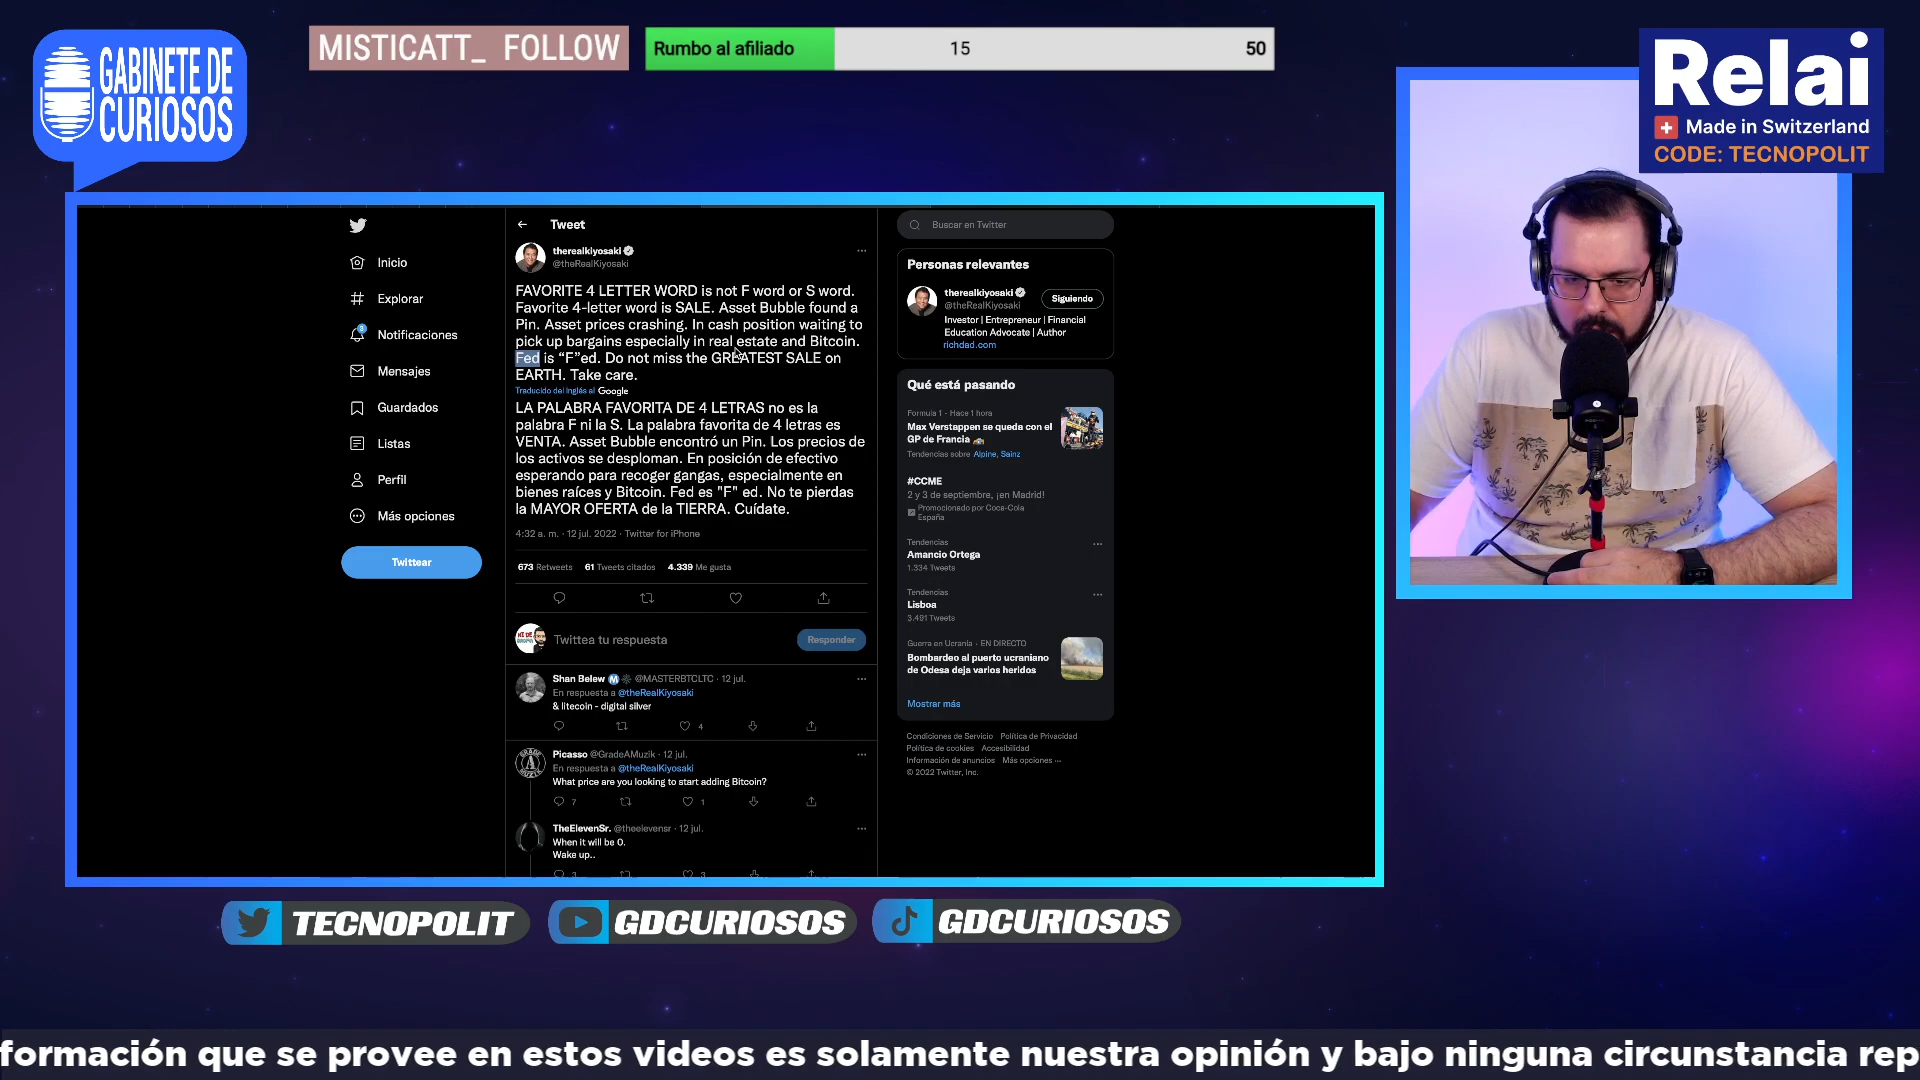 GABINETE DE
CURIOSOS
MISTICATT_ FOLLOW
Rumbo al afiliado
15
50
Relai
Made in Switzerland
CODE: TECNOPOLIT
Inicio
Explorar
3
Notificaciones
Mensajes
Guardados
Listas
Perfil
Más opciones
Twittear
Tweet
therealkiyosaki
@theRealKiyosaki
FAVORITE 4 LETTER WORD is not F word or S word.
Favorite 4-letter word is SALE. Asset Bubble found a
Pin. Asset prices crashing. In cash position waiting to
pick up bargains especially in real estate and Bitcoin.
Fed is “F”ed. Do not miss the GREATEST SALE on
EARTH. Take care.
Traducido del inglés al Google
LA PALABRA FAVORITA DE 4 LETRAS no es la
palabra F ni la S. La palabra favorita de 4 letras es
VENTA. Asset Bubble encontró un Pin. Los precios de
los activos se desploman. En posición de efectivo
esperando para recoger gangas, especialmente en
bienes raíces y Bitcoin. Fed es "F" ed. No te pierdas
la MAYOR OFERTA de la TIERRA. Cuídate.
4:32 a. m. · 12 jul. 2022 · Twitter for iPhone
673 Retweets 61 Tweets citados 4.339 Me gusta
Twittea tu respuesta
Responder
Shan Belew @MASTERBTCLTC · 12 jul.
En respuesta a @theRealKiyosaki
& litecoin - digital silver
4
Picasso @GradeAMuzik · 12 jul.
En respuesta a @theRealKiyosaki
What price are you looking to start adding Bitcoin?
7 1
TheElevenSr. @theelevensr · 12 jul.
When it will be 0.
Wake up..
3 3
Buscar en Twitter
Personas relevantes
therealkiyosaki
@theRealKiyosaki
Siguiendo
Investor | Entrepreneur | Financial
Education Advocate | Author
richdad.com
Qué está pasando
Formula 1 · Hace 1 hora
Max Verstappen se queda con el
GP de Francia
Tendencias sobre Alpine, Sainz
#CCME
2 y 3 de septiembre, ¡en Madrid!
Promocionado por Coca-Cola
España
Tendencias
Amancio Ortega
1.334 Tweets
Tendencias
Lisboa
3.491 Tweets
Guerra en Ucrania · EN DIRECTO
Bombardeo al puerto ucraniano
de Odesa deja varios heridos
Mostrar más
Condiciones de Servicio Política de Privacidad
Política de cookies Accesibilidad
Información de anuncios Más opciones ···
© 2022 Twitter, Inc.
TECNOPOLIT
GDCURIOSOS
GDCURIOSOS
formación que se provee en estos videos es solamente nuestra opinión y bajo ninguna circunstancia rep